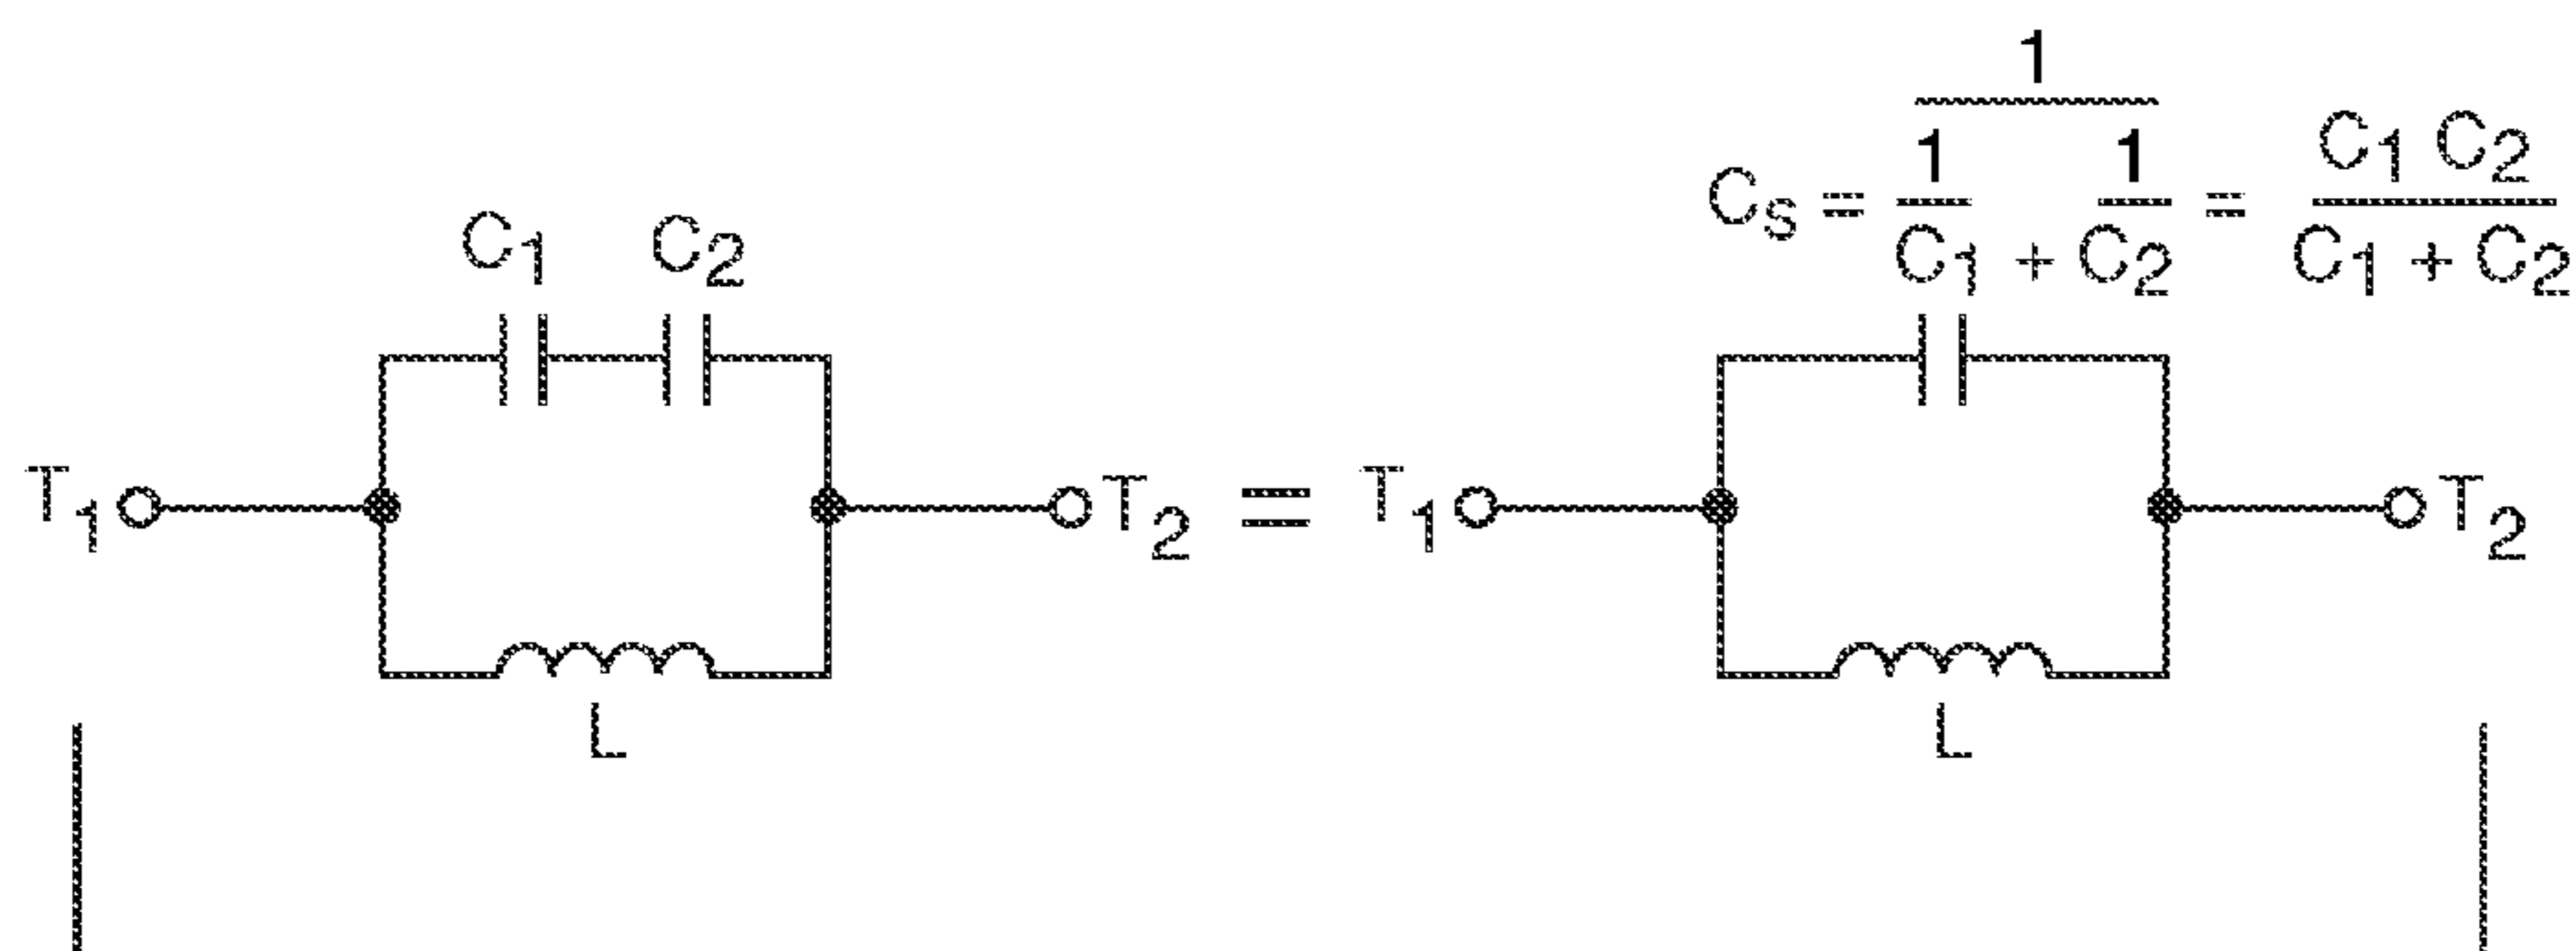 1
1 1 C1 C2
CS = — — = —
C1 + C2 C1 + C2
C1 C2
T1 T2 = T1 T2
L L